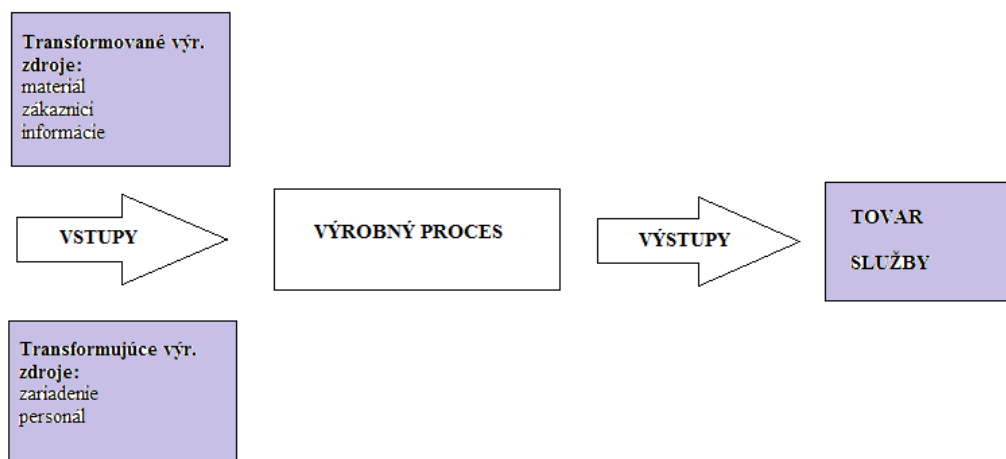 Transformované výr.
zdroje:
materiál
zákazníci
informácie
VSTUPY
VÝROBNÝ PROCES
VÝSTUPY
TOVAR
SLUŽBY
Transformujúce výr.
zdroje:
zariadenie
personál